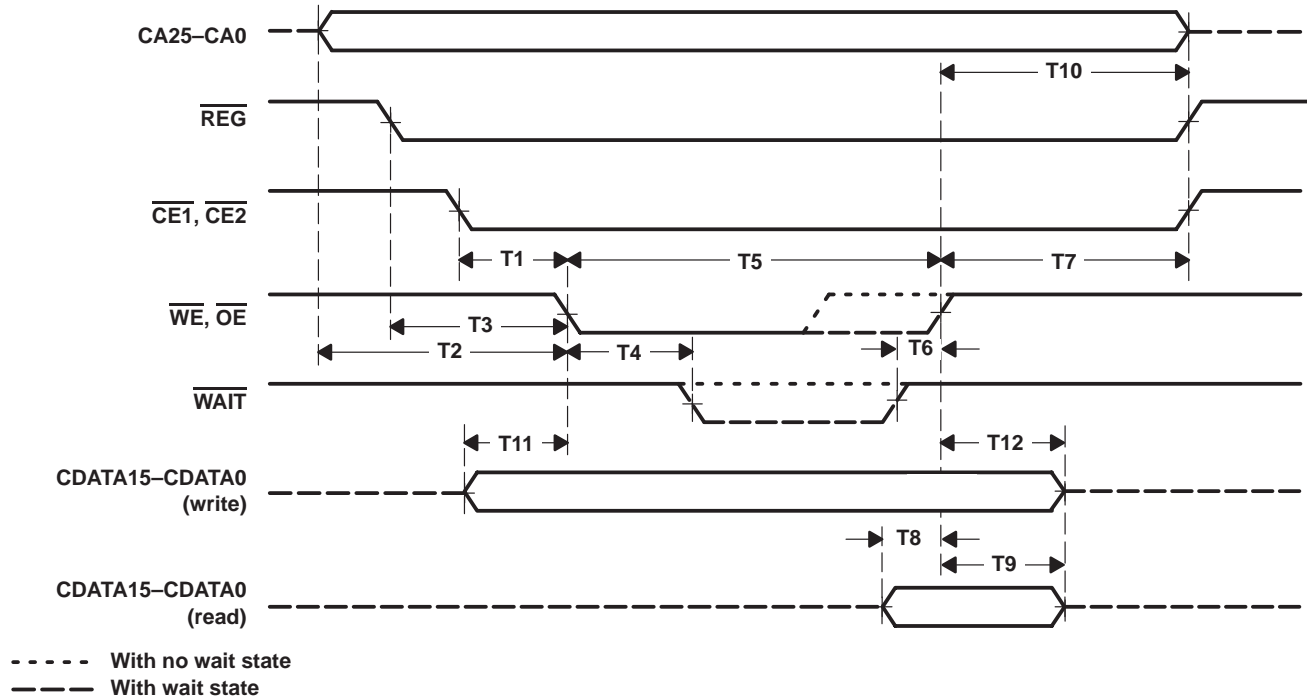 CA25–CA0
T10
REG
CE1, CE2
T1
T5
T7
WE, OE
T3
T6
T2
T4
WAIT
T11
T12
CDATA15–CDATA0
(write)
T8
T9
CDATA15–CDATA0
(read)
With no wait state
With wait state